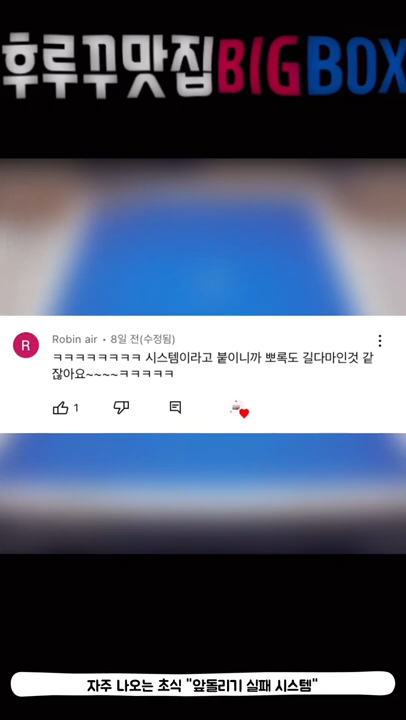 후루꾸맛집BIGBOX
R
Robin air • 8일 전(수정됨)
ㅋㅋㅋㅋㅋㅋㅋㅋ 시스템이라고 붙이니까 뽀록도 길다마인것 같
잖아요~~~~ㅋㅋㅋㅋㅋ
1
자주 나오는 초식 "앞돌리기 실패 시스템"